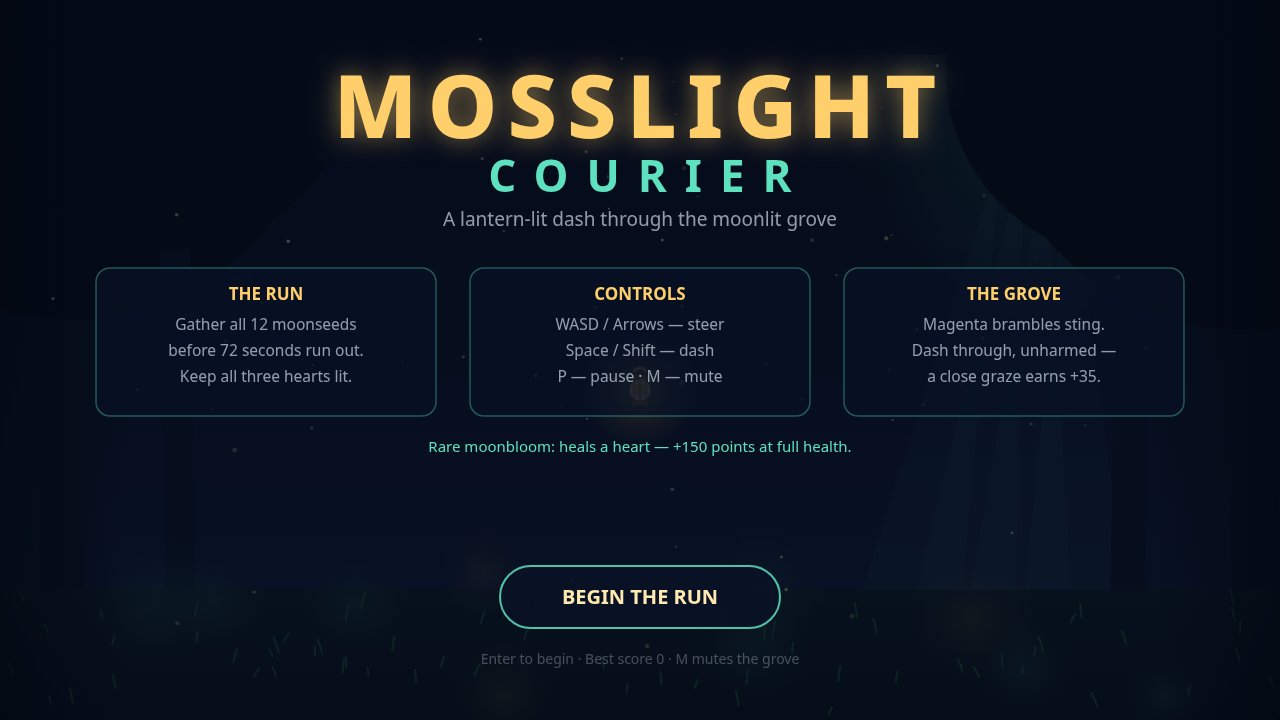 MOSSLIGHT
COURIER
A lantern-lit dash through the moonlit grove
THE RUN
Gather all 12 moonseeds
before 72 seconds run out.
Keep all three hearts lit.
CONTROLS
WASD / Arrows — steer
Space / Shift — dash
P — pause · M — mute
THE GROVE
Magenta brambles sting.
Dash through, unharmed —
a close graze earns +35.
Rare moonbloom: heals a heart — +150 points at full health.
BEGIN THE RUN
Enter to begin · Best score 0 · M mutes the grove